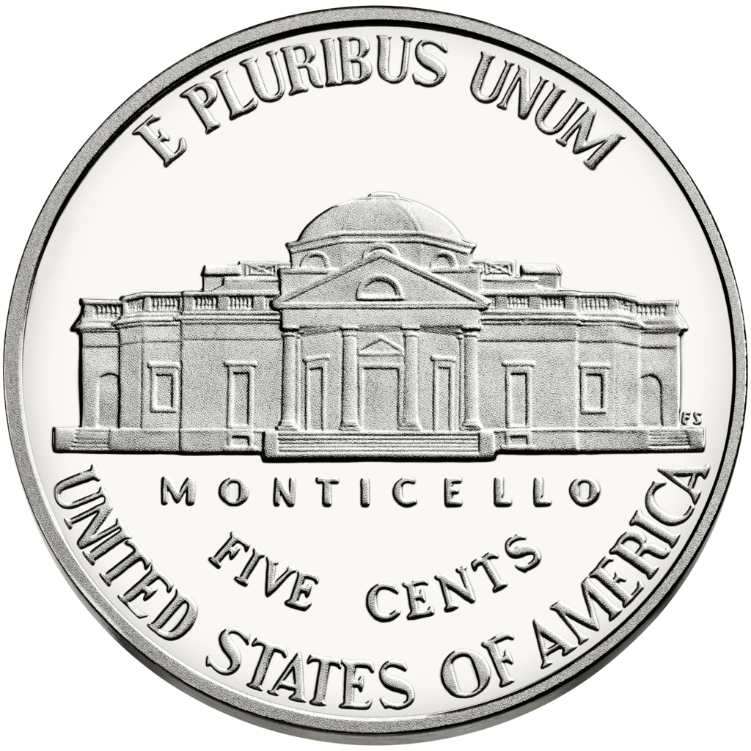 E PLURIBUS UNUM
FS
MONTICELLO
FIVE CENTS
UNITED STATES OF AMERICA